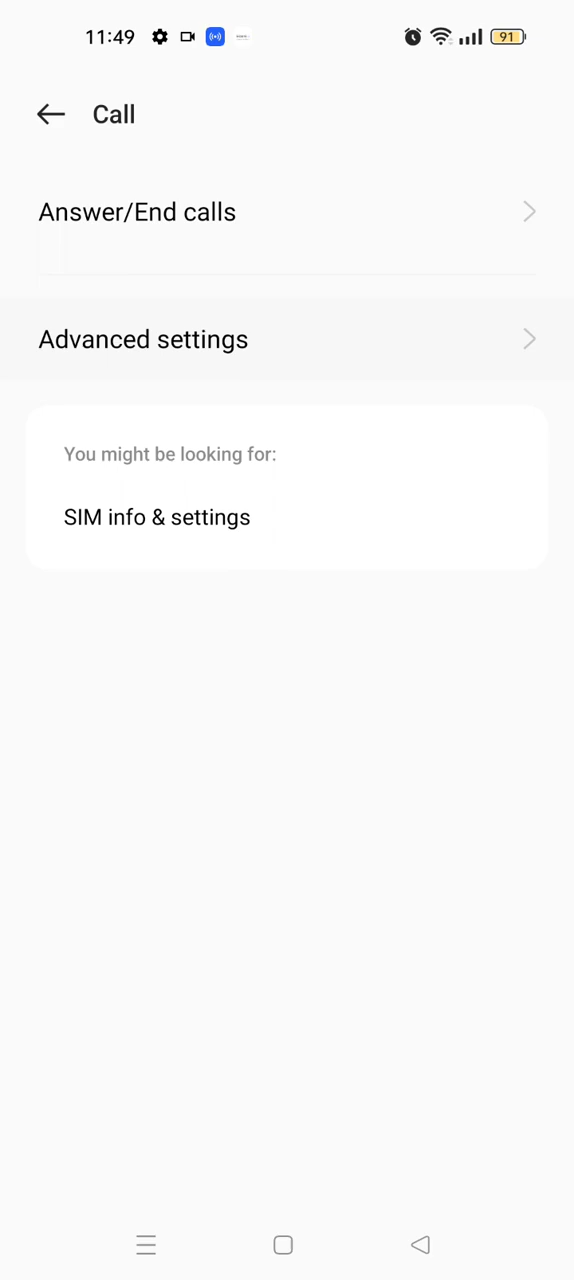 11:49
91
Call
Answer/End calls
Advanced settings
You might be looking for:
SIM info & settings